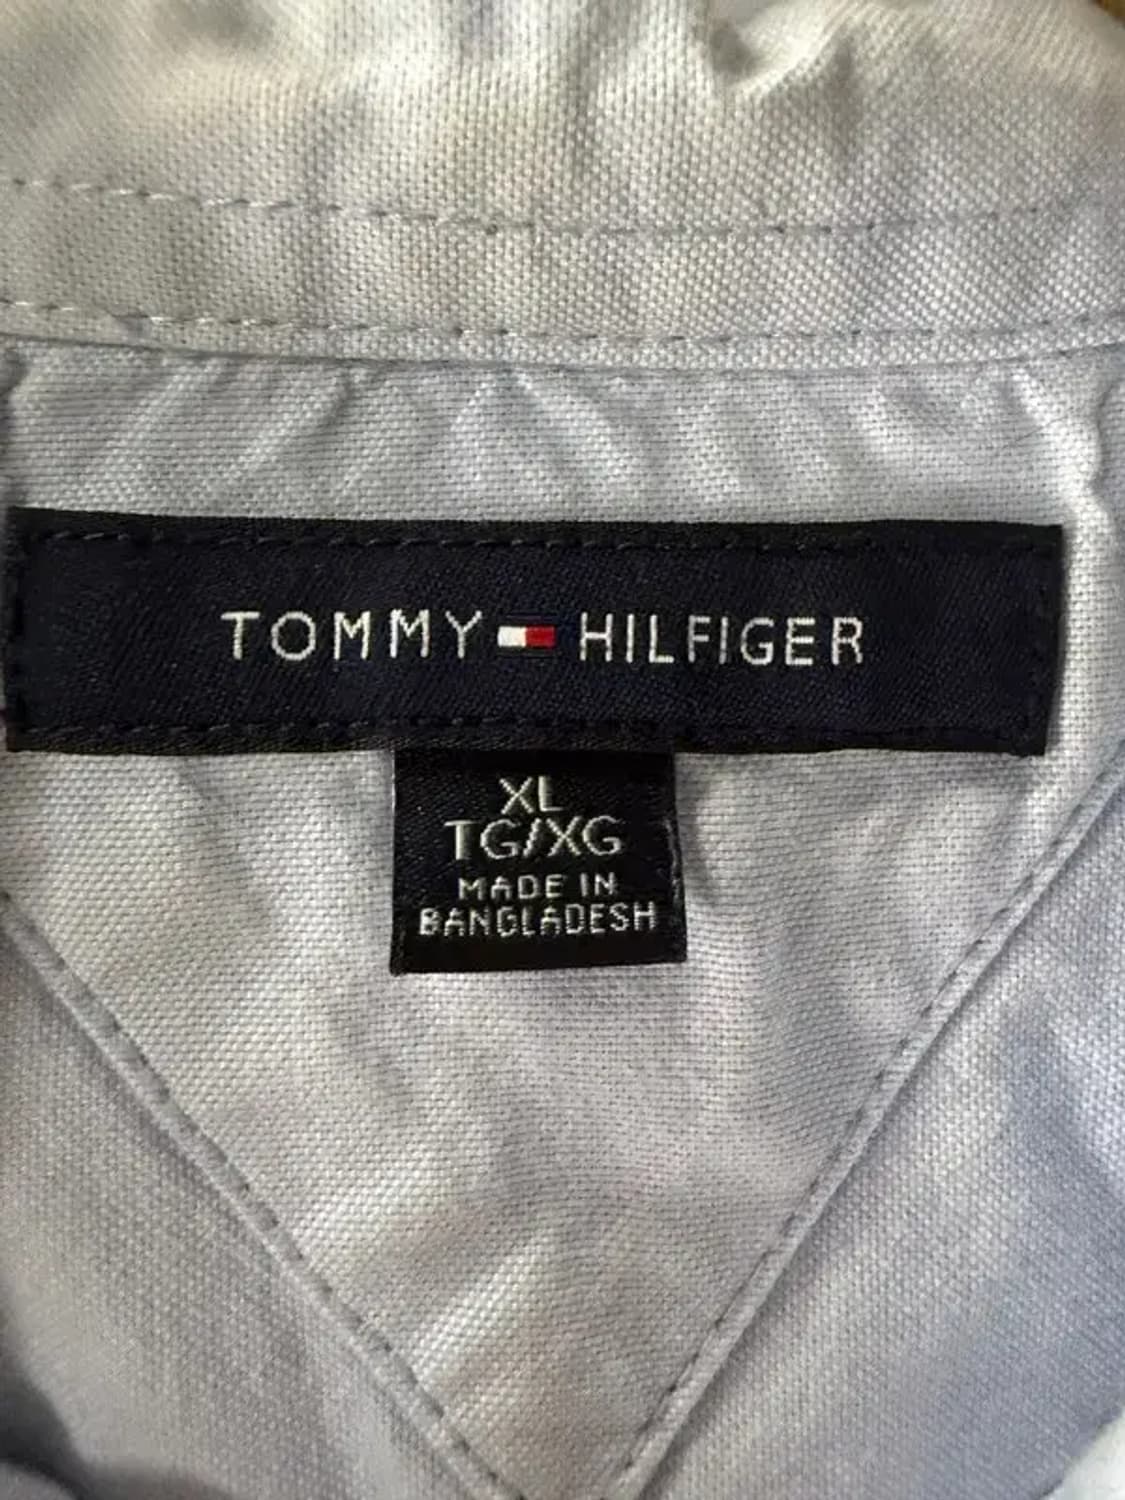 TOMMY HILFIGER
XL
TG/XG
MADE IN
BANGLADESH